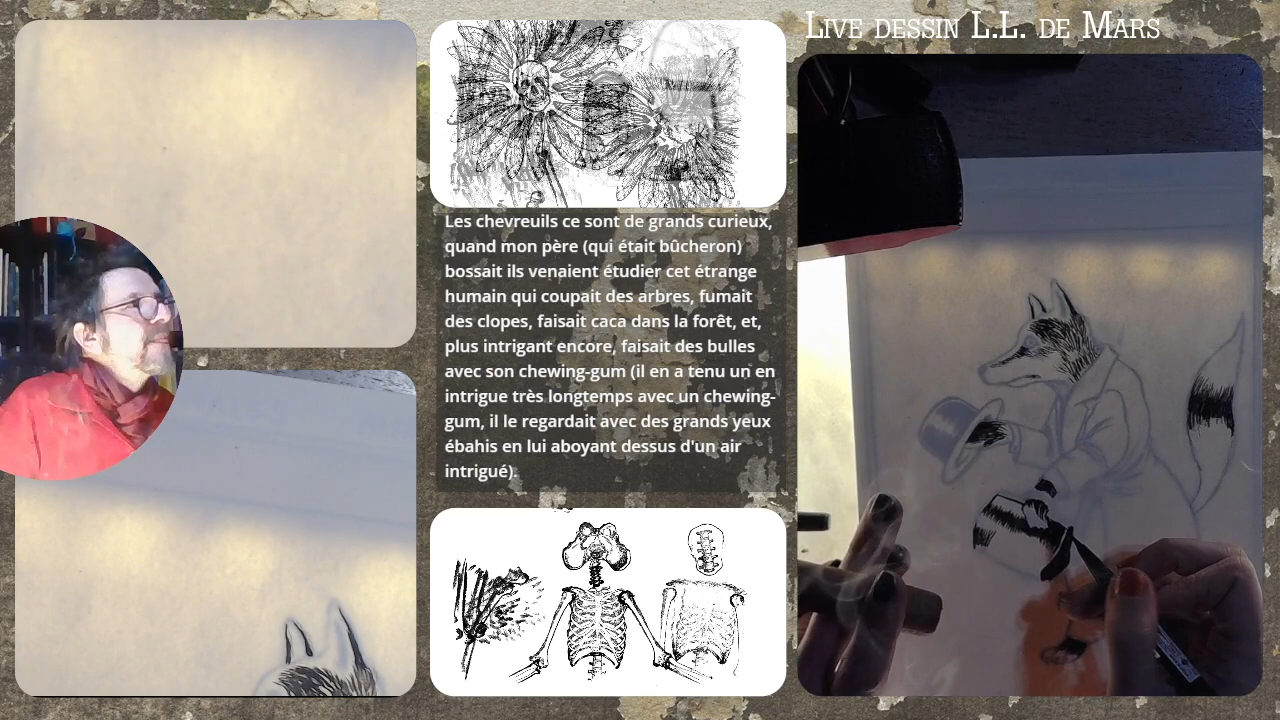 Live dessin L.L. de Mars
Les chevreuils ce sont de grands curieux,
quand mon père (qui était bûcheron)
bossait ils venaient étudier cet étrange
humain qui coupait des arbres, fumait
des clopes, faisait caca dans la forêt, et,
plus intrigant encore, faisait des bulles
avec son chewing-gum (il en a tenu un en
intrigue très longtemps avec un chewing-
gum, il le regardait avec des grands yeux
ébahis en lui aboyant dessus d'un air
intrigué).